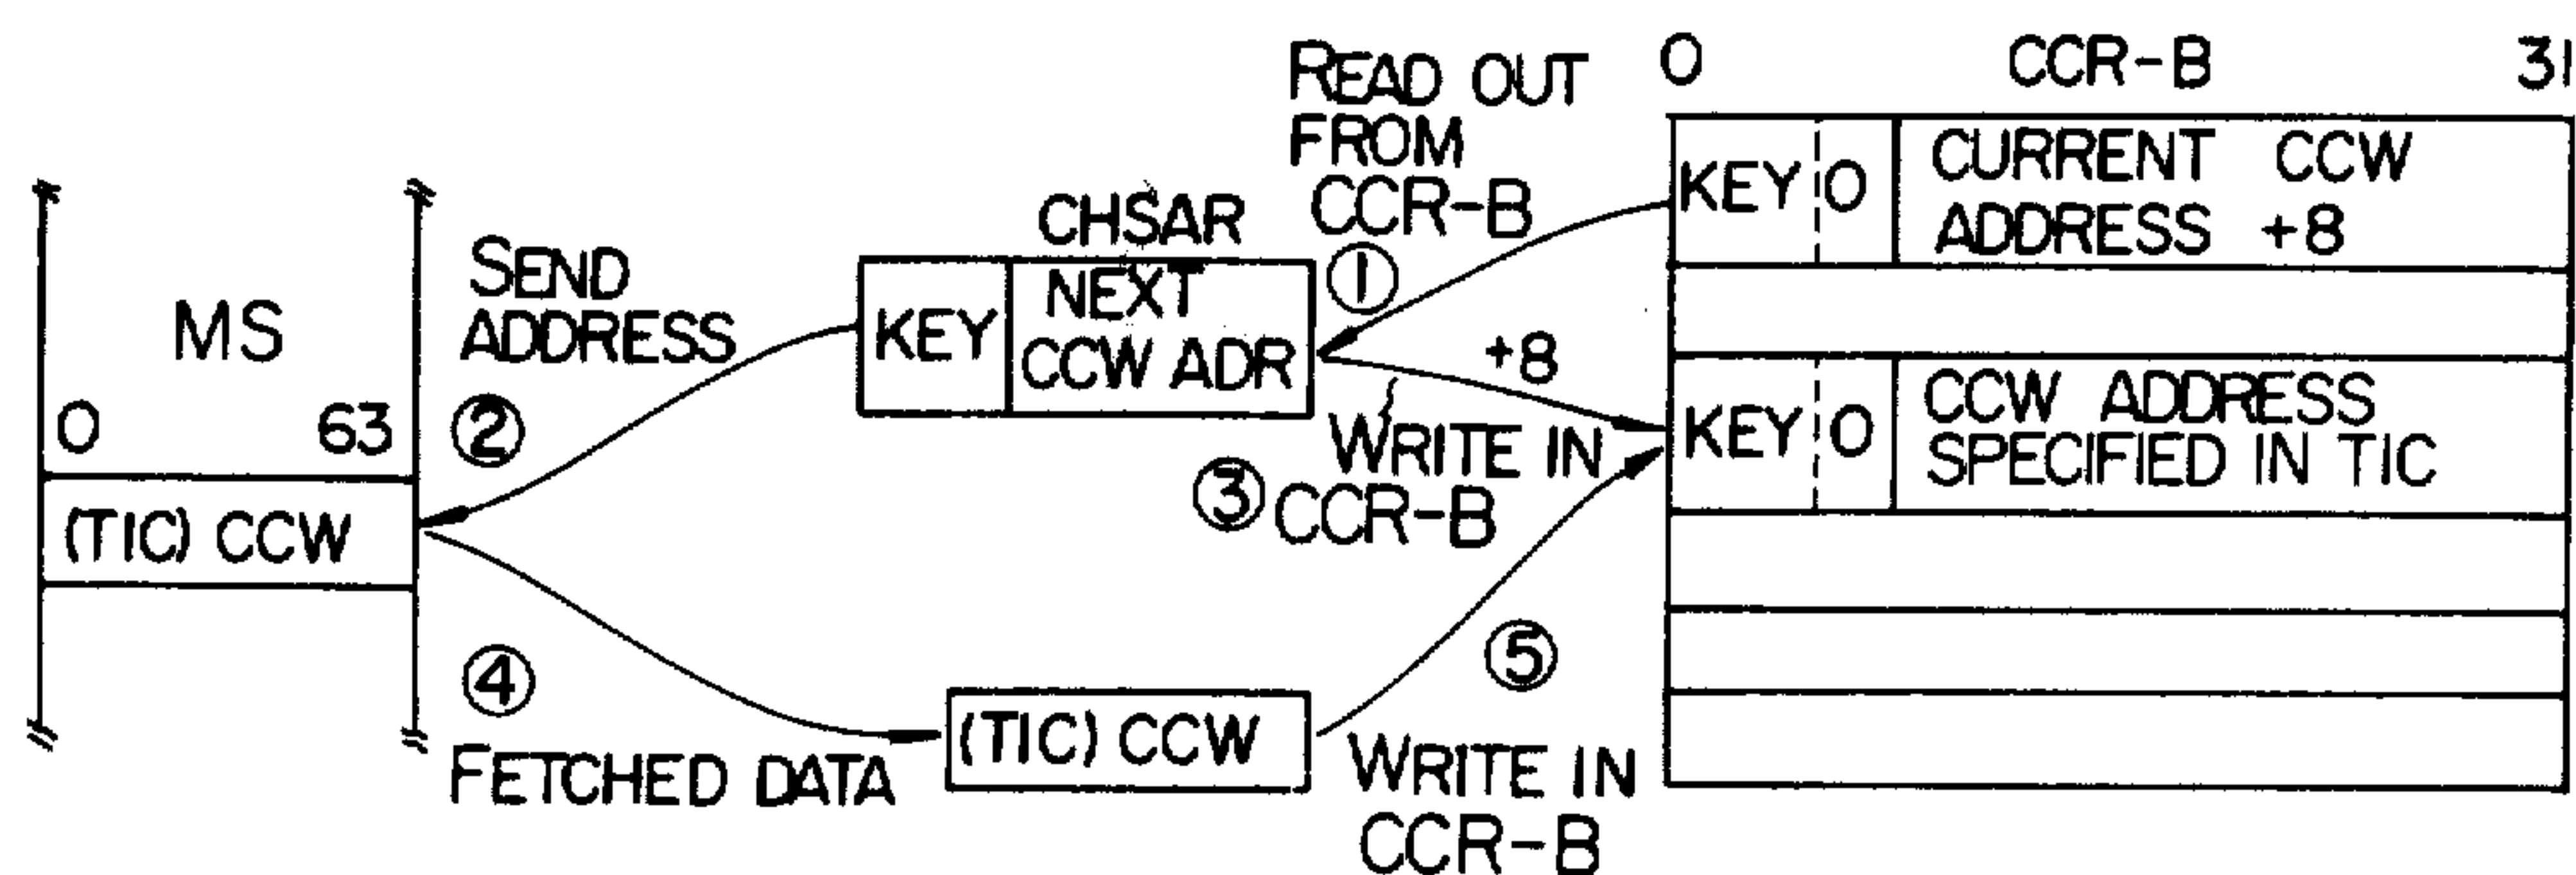 MS
0 63
(TIC) CCW
SEND
ADDRESS
②
④
FETCHED DATA
CHSAR
KEY NEXT
CCW ADR
(TIC) CCW
READ OUT
FROM
CCR-B
①
+8
WRITE IN
③ CCR-B
⑤
WRITE IN
CCR-B
0 CCR-B 31
KEY 0 CURRENT CCW
ADDRESS +8
KEY 0 CCW ADDRESS
SPECIFIED IN TIC